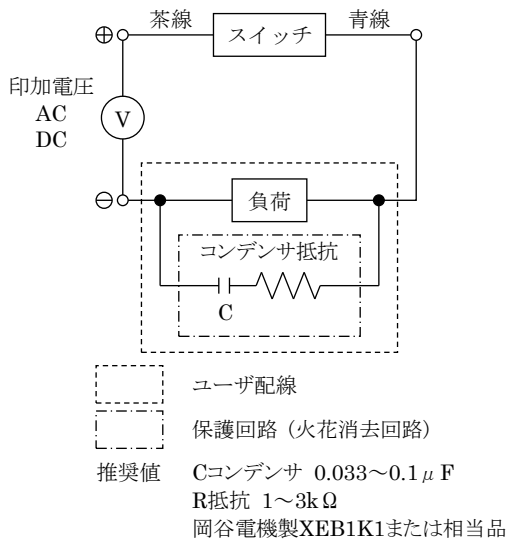 茶線
スイッチ
青線
⊕
印加電圧
AC
DC
V
⊖
負荷
コンデンサ抵抗
C
ユーザ配線
保護回路（火花消去回路）
推奨値 Cコンデンサ 0.033～0.1μF
R抵抗 1～3kΩ
岡谷電機製XEB1K1または相当品